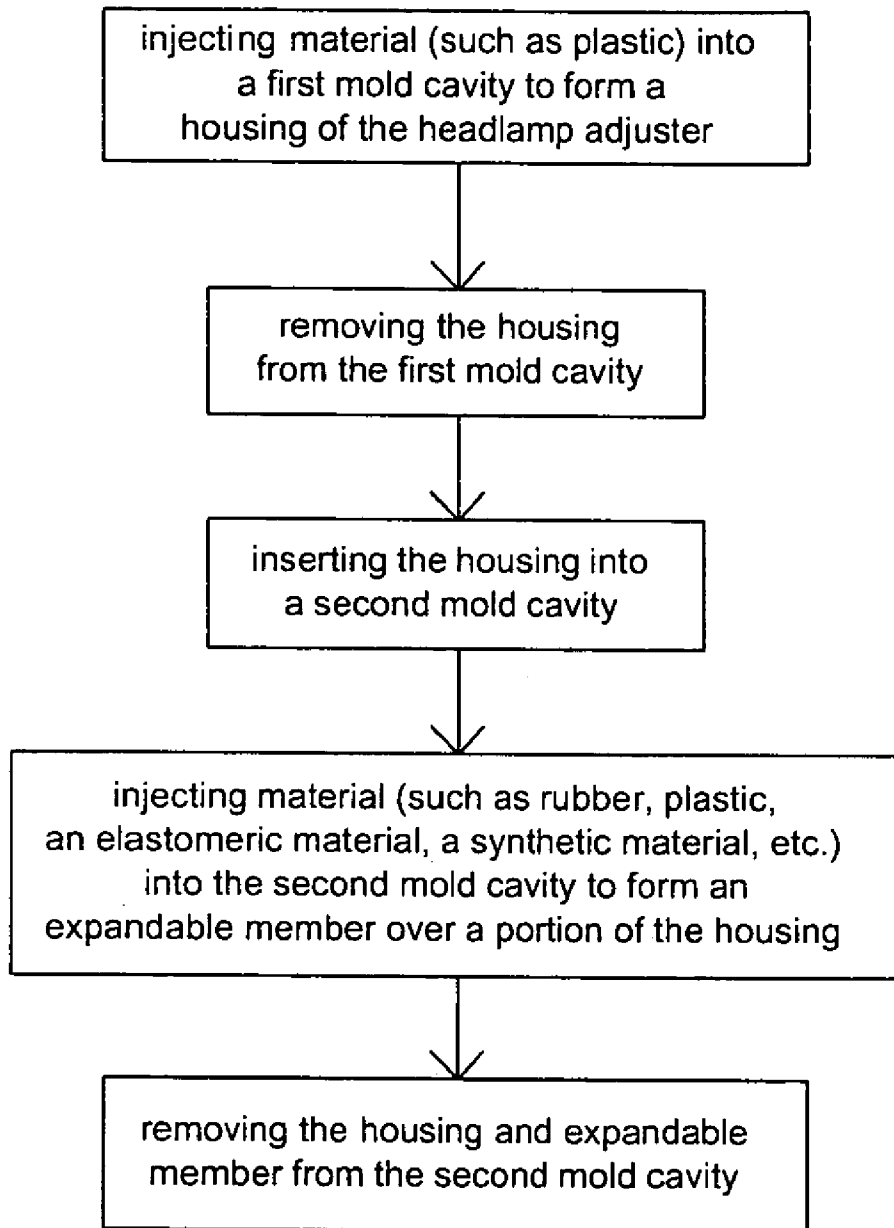 injecting material (such as plastic) into
a first mold cavity to form a
housing of the headlamp adjuster
removing the housing
from the first mold cavity
inserting the housing into
a second mold cavity
injecting material (such as rubber, plastic,
an elastomeric material, a synthetic material, etc.)
into the second mold cavity to form an
expandable member over a portion of the housing
removing the housing and expandable
member from the second mold cavity